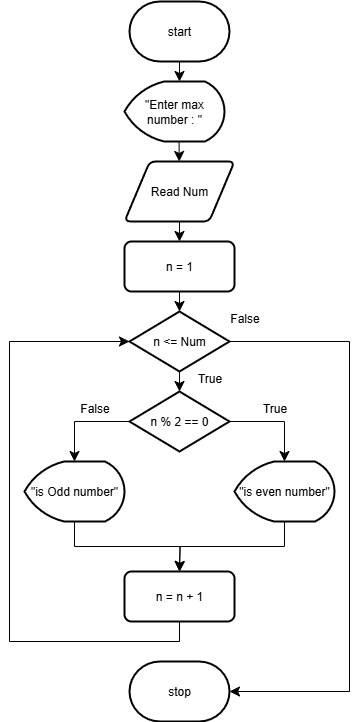 start
"Enter max
number : "
Read Num
n = 1
False
n <= Num
True
False
True
n % 2 == 0
"is Odd number"
"is even number"
n = n + 1
stop